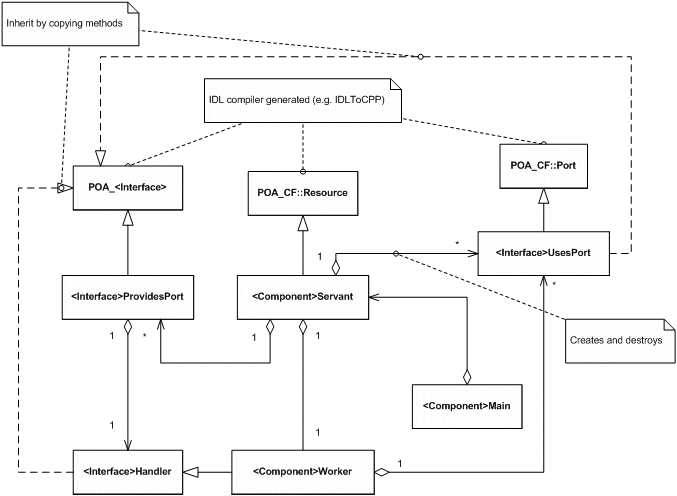 Inherit by copying methods
IDL compiler generated (e.g. IDLToCPP)
POA_<Interface>
POA_CF::Resource
POA_CF::Port
1
*
<Interface>UsesPort
<Interface>ProvidesPort
<Component>Servant
*
1
*
1
1
Creates and destroys
<Component>Main
1
1
1
<Interface>Handler
<Component>Worker